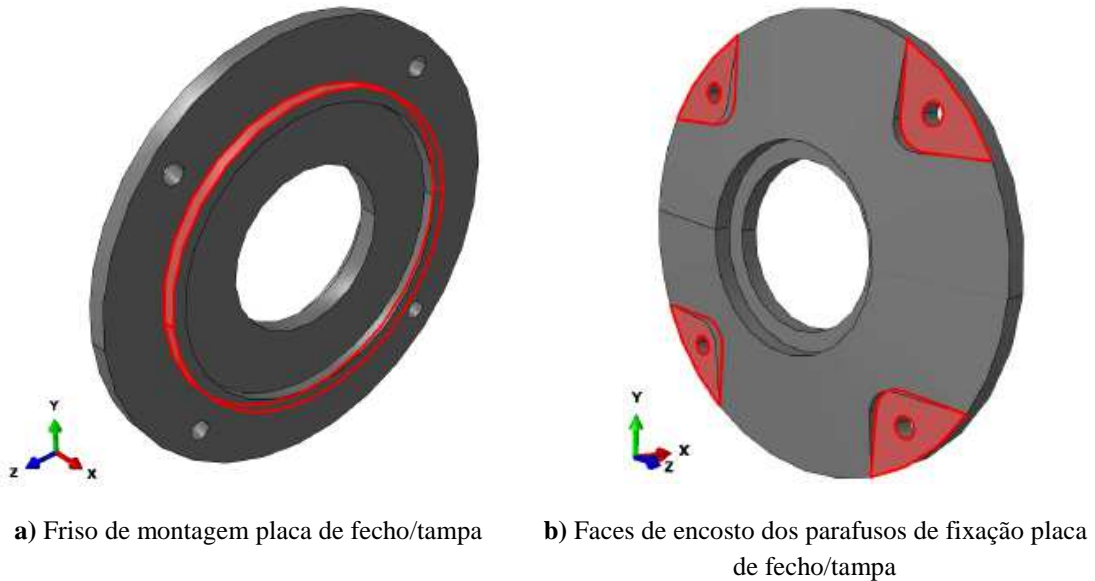 Y
Z
X
Y
X
Z
a) Friso de montagem placa de fecho/tampa
b) Faces de encosto dos parafusos de fixação placa
de fecho/tampa